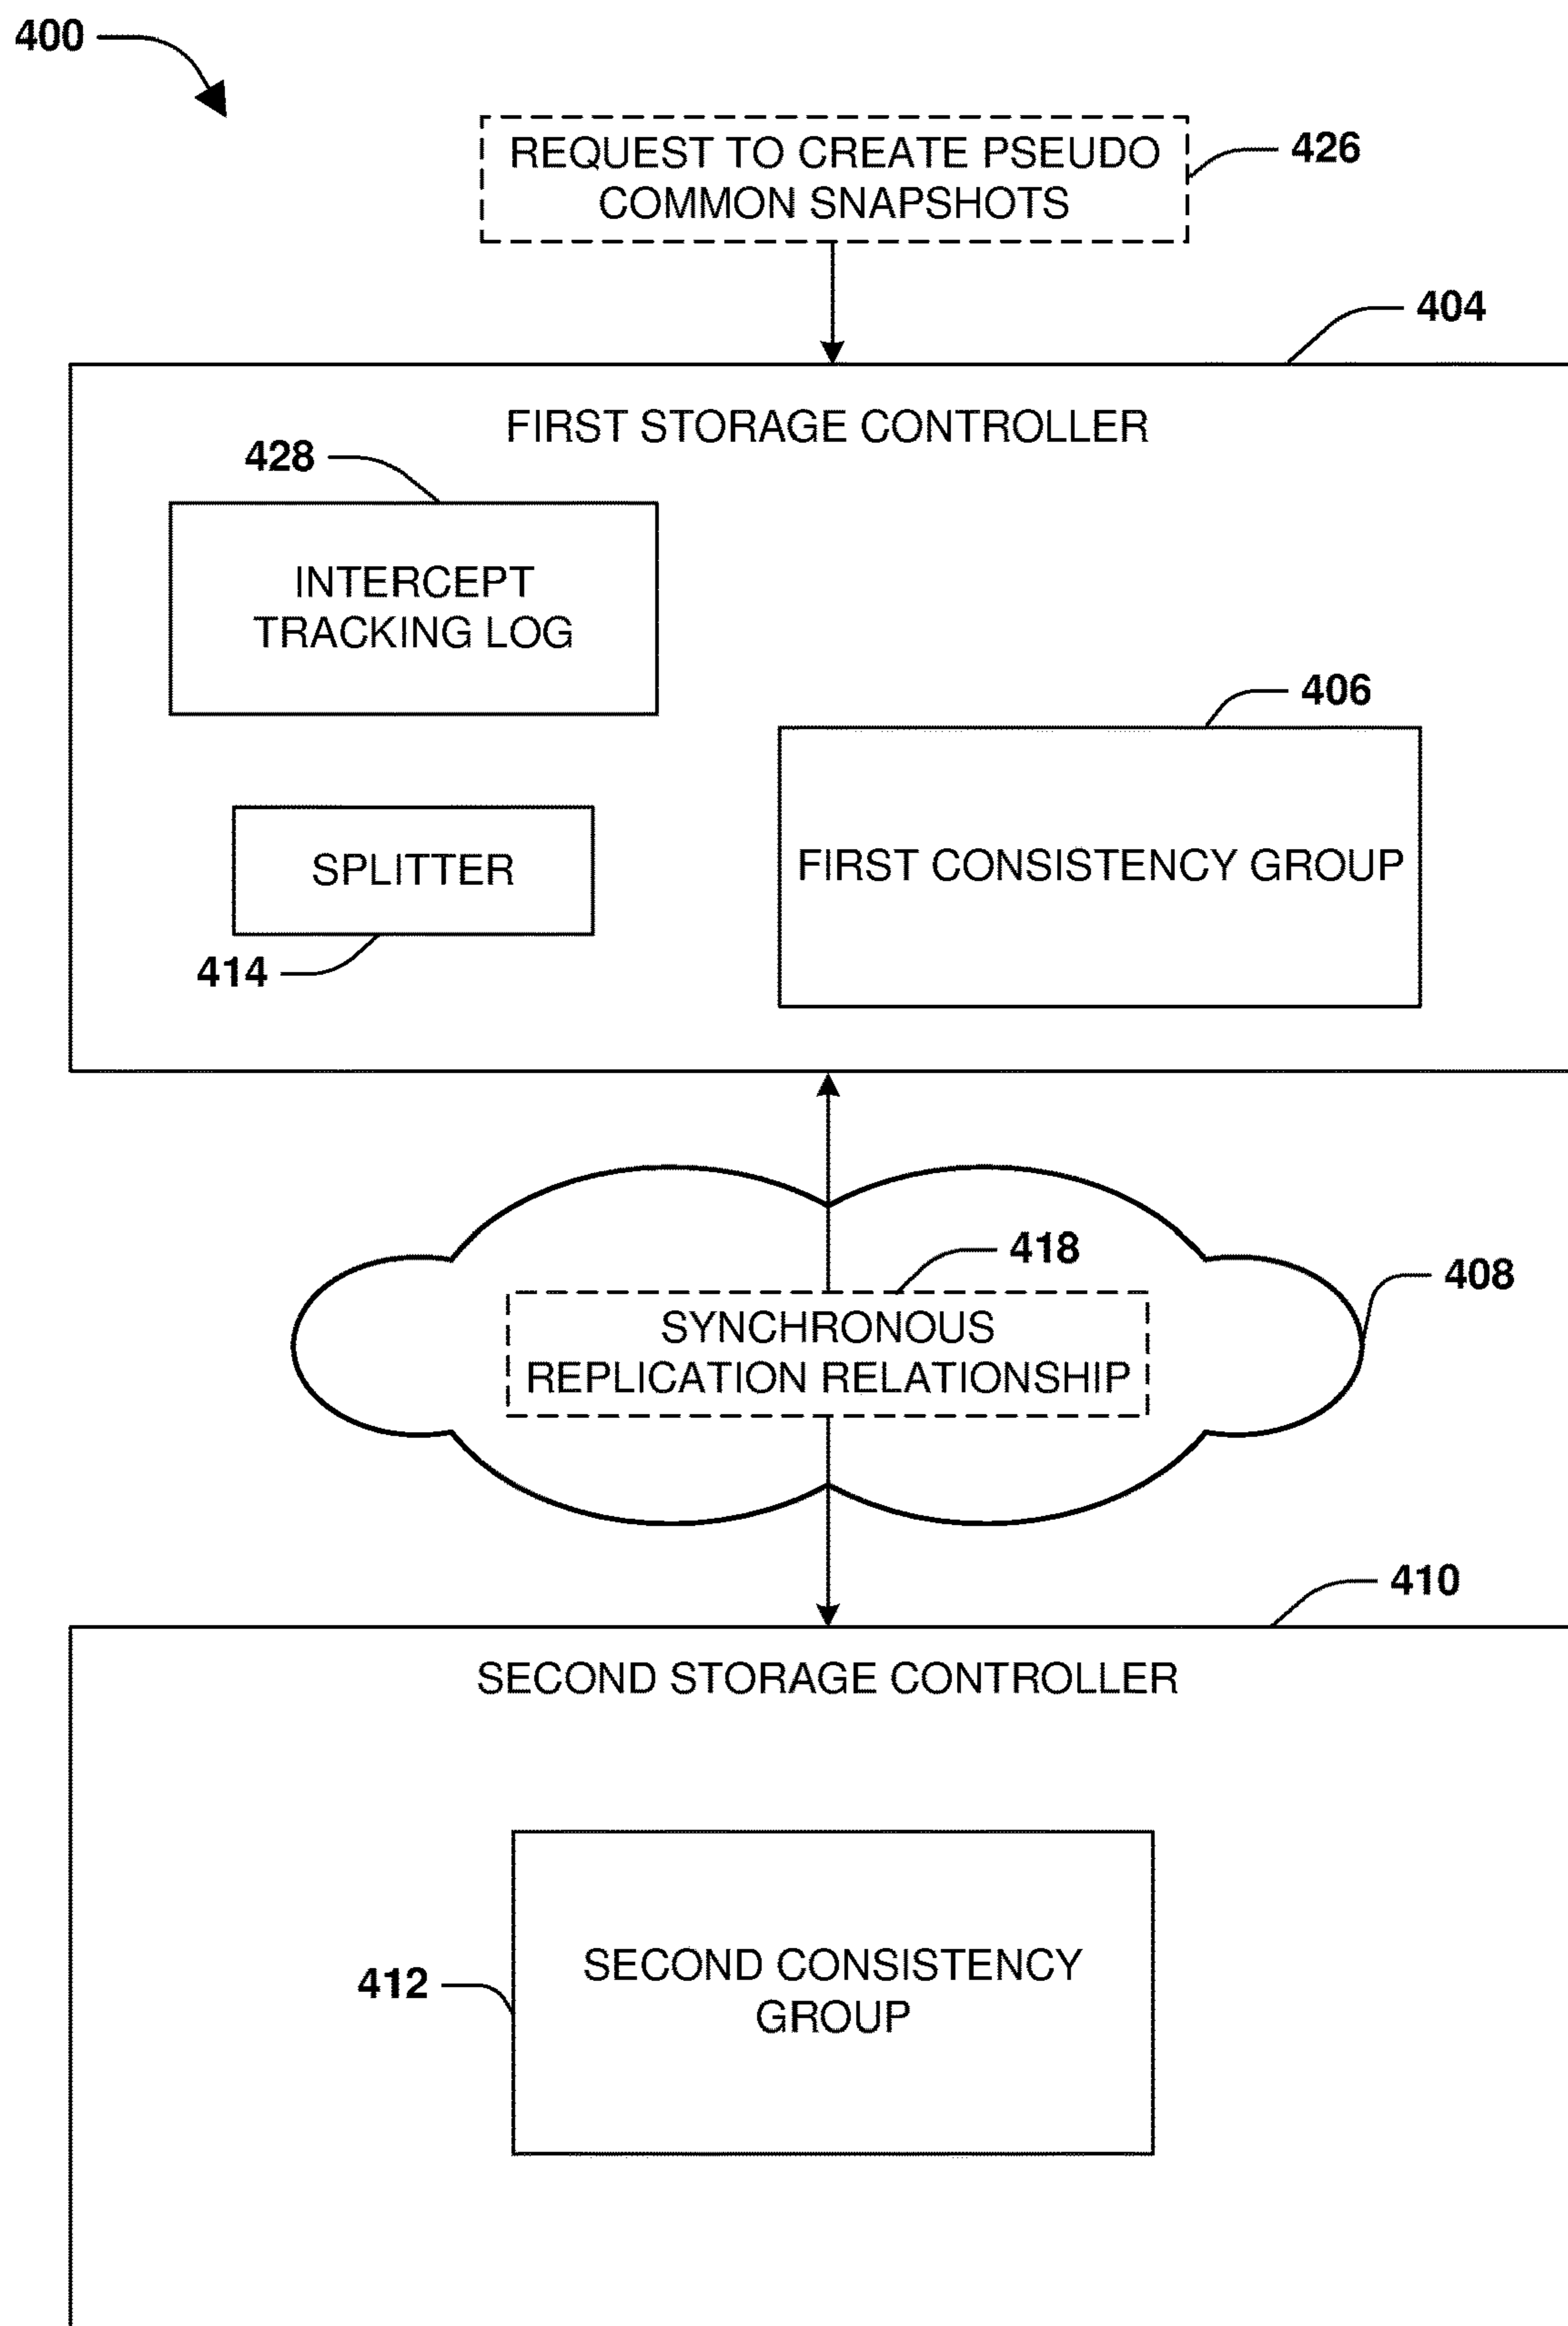 400
REQUEST TO CREATE PSEUDO
COMMON SNAPSHOTS
426
404
FIRST STORAGE CONTROLLER
428
INTERCEPT
TRACKING LOG
406
SPLITTER
FIRST CONSISTENCY GROUP
414
418
408
SYNCHRONOUS
REPLICATION RELATIONSHIP
410
SECOND STORAGE CONTROLLER
412
SECOND CONSISTENCY
GROUP